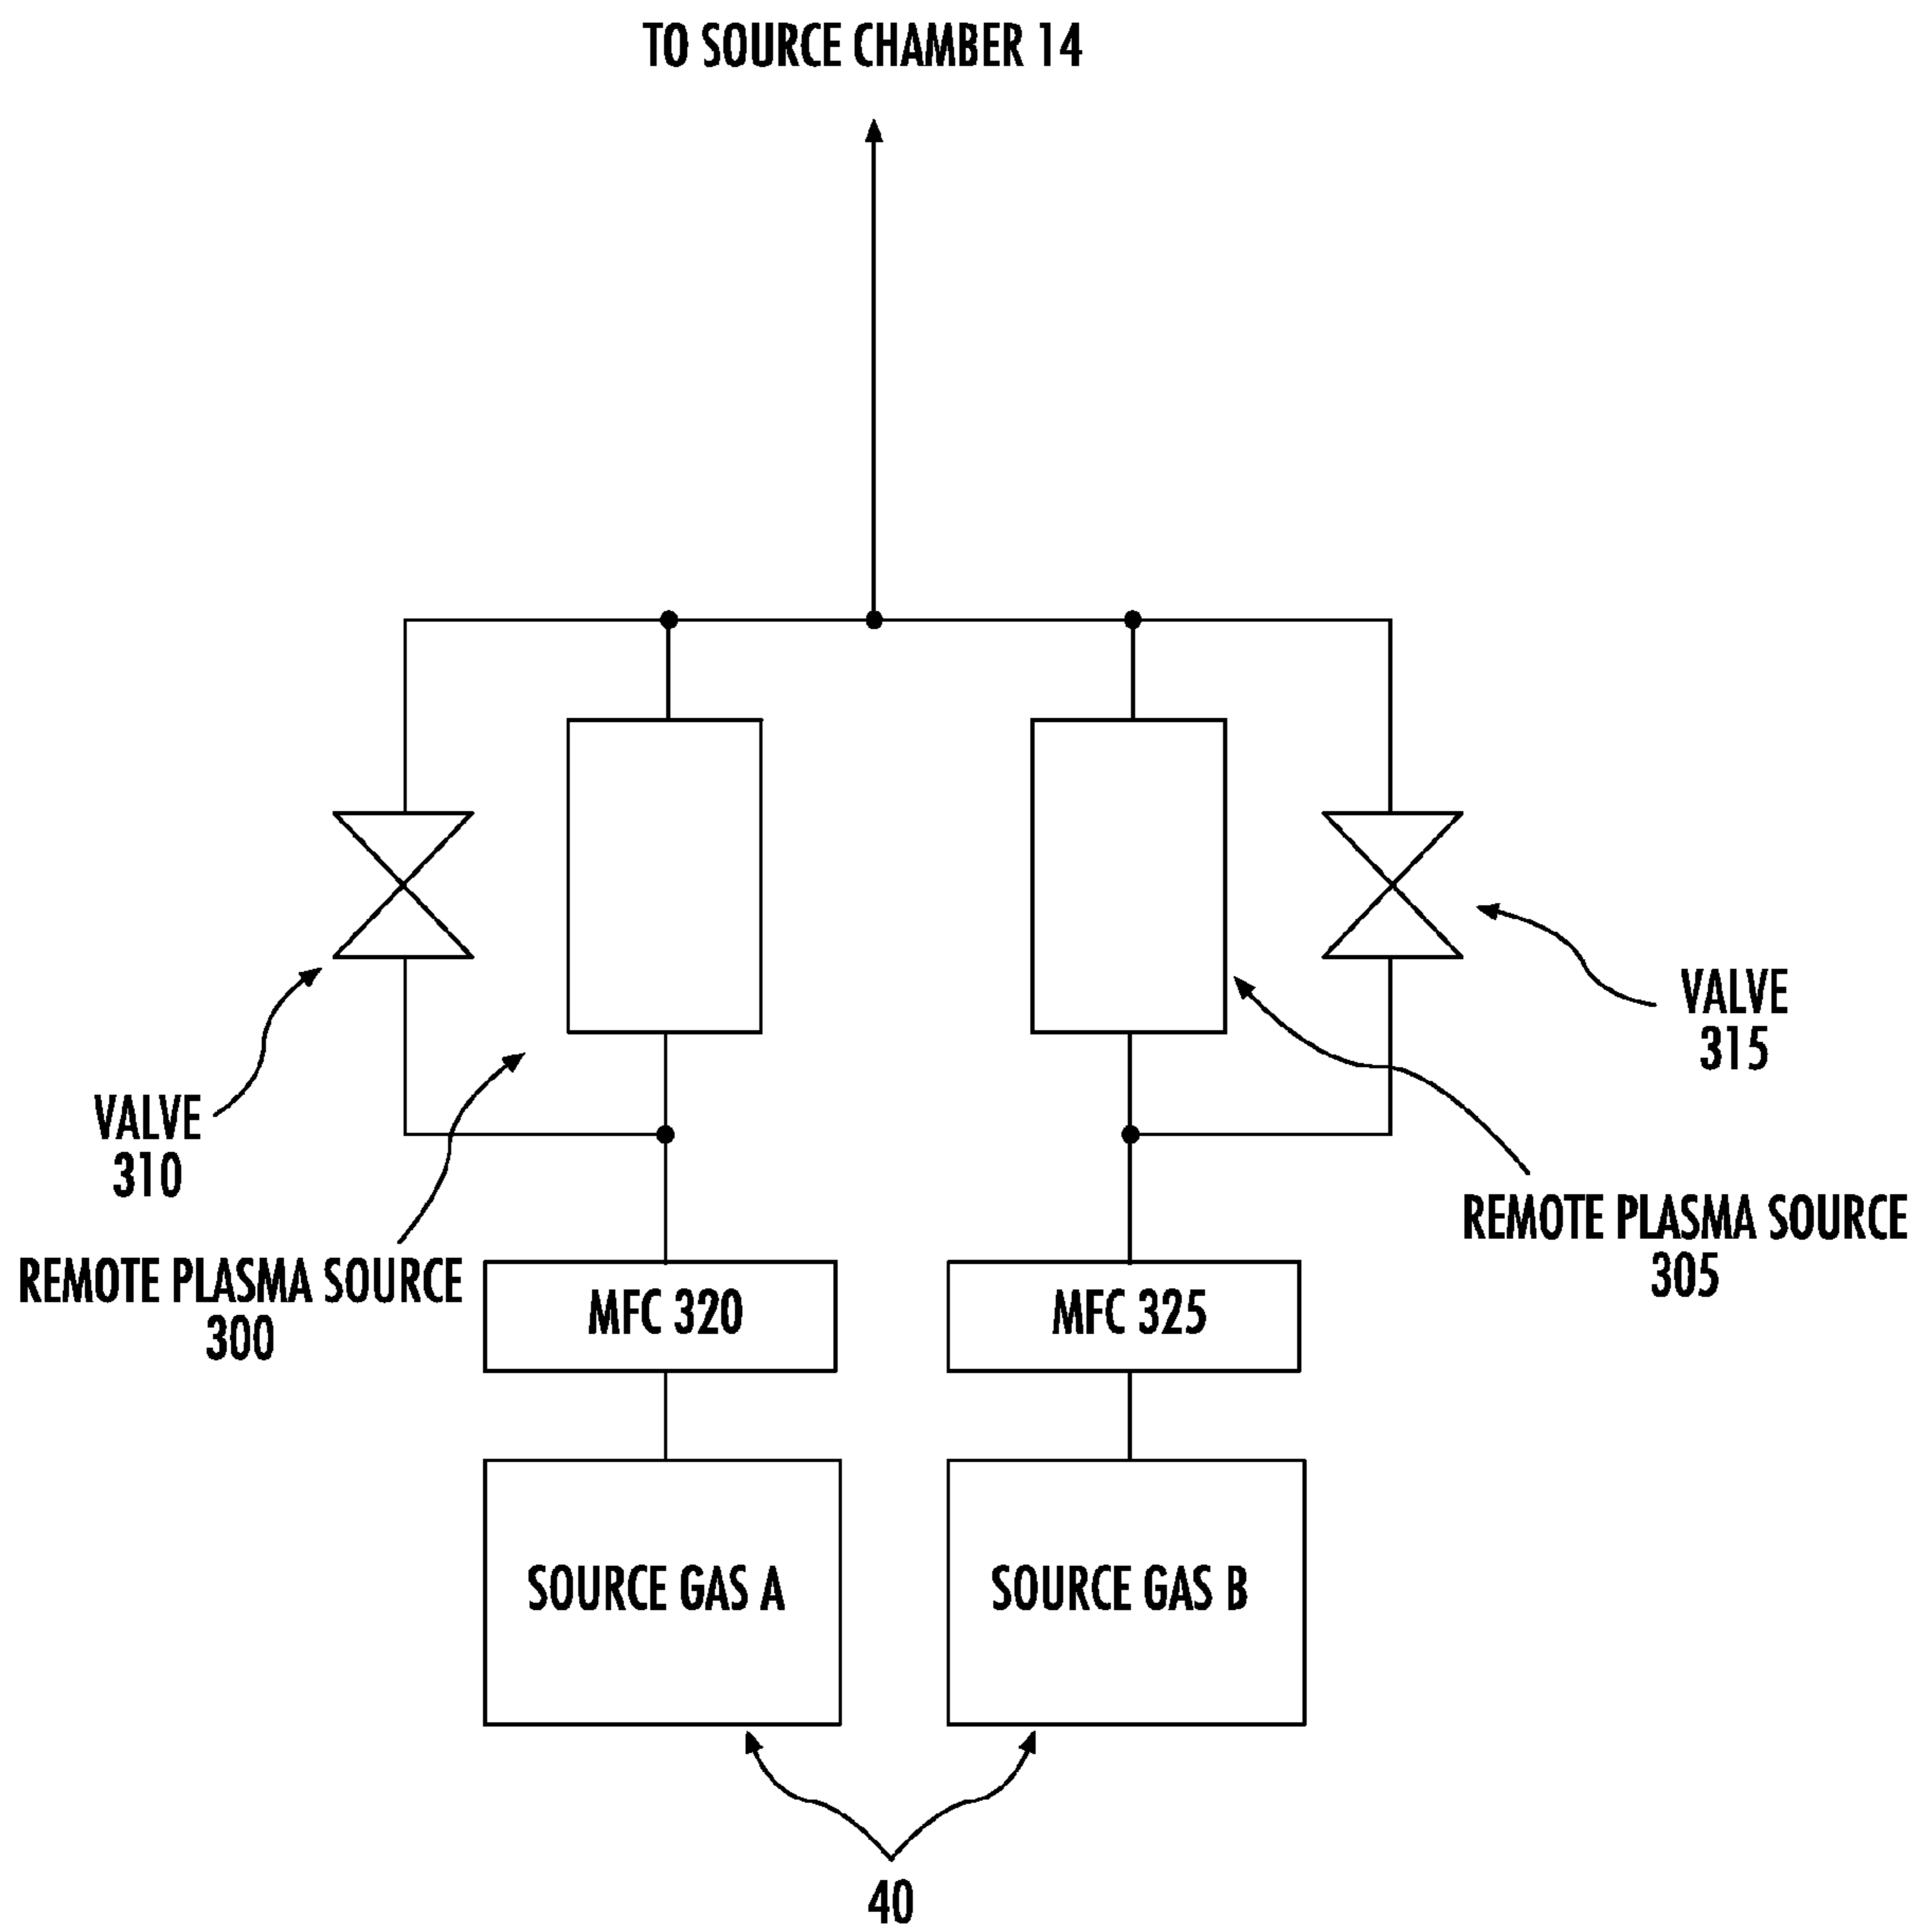 TO SOURCE CHAMBER 14
VALVE
315
VALVE
310
REMOTE PLASMA SOURCE
305
REMOTE PLASMA SOURCE
300
MFC 320
MFC 325
SOURCE GAS A
SOURCE GAS B
40